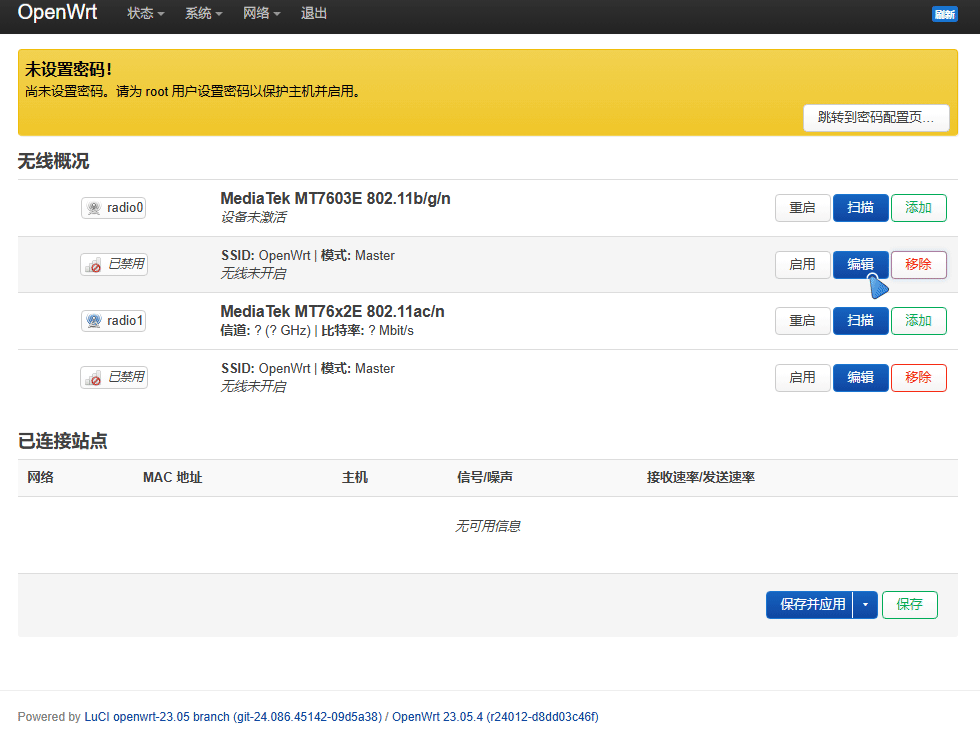 OpenWrt 状态 系统 网络 退出 刷新
未设置密码！
尚未设置密码。请为 root 用户设置密码以保护主机并启用。
跳转到密码配置页…
无线概况
radio0 MediaTek MT7603E 802.11b/g/n 重启 扫描 添加
设备未激活
已禁用 SSID: OpenWrt | 模式: Master 启用 编辑 移除
无线未开启
radio1 MediaTek MT76x2E 802.11ac/n 重启 扫描 添加
信道: ? (? GHz) | 比特率: ? Mbit/s
已禁用 SSID: OpenWrt | 模式: Master 启用 编辑 移除
无线未开启
已连接站点
网络 MAC 地址 主机 信号/噪声 接收速率/发送速率
无可用信息
保存并应用 保存
Powered by LuCI openwrt-23.05 branch (git-24.086.45142-09d5a38) / OpenWrt 23.05.4 (r24012-d8dd03c46f)